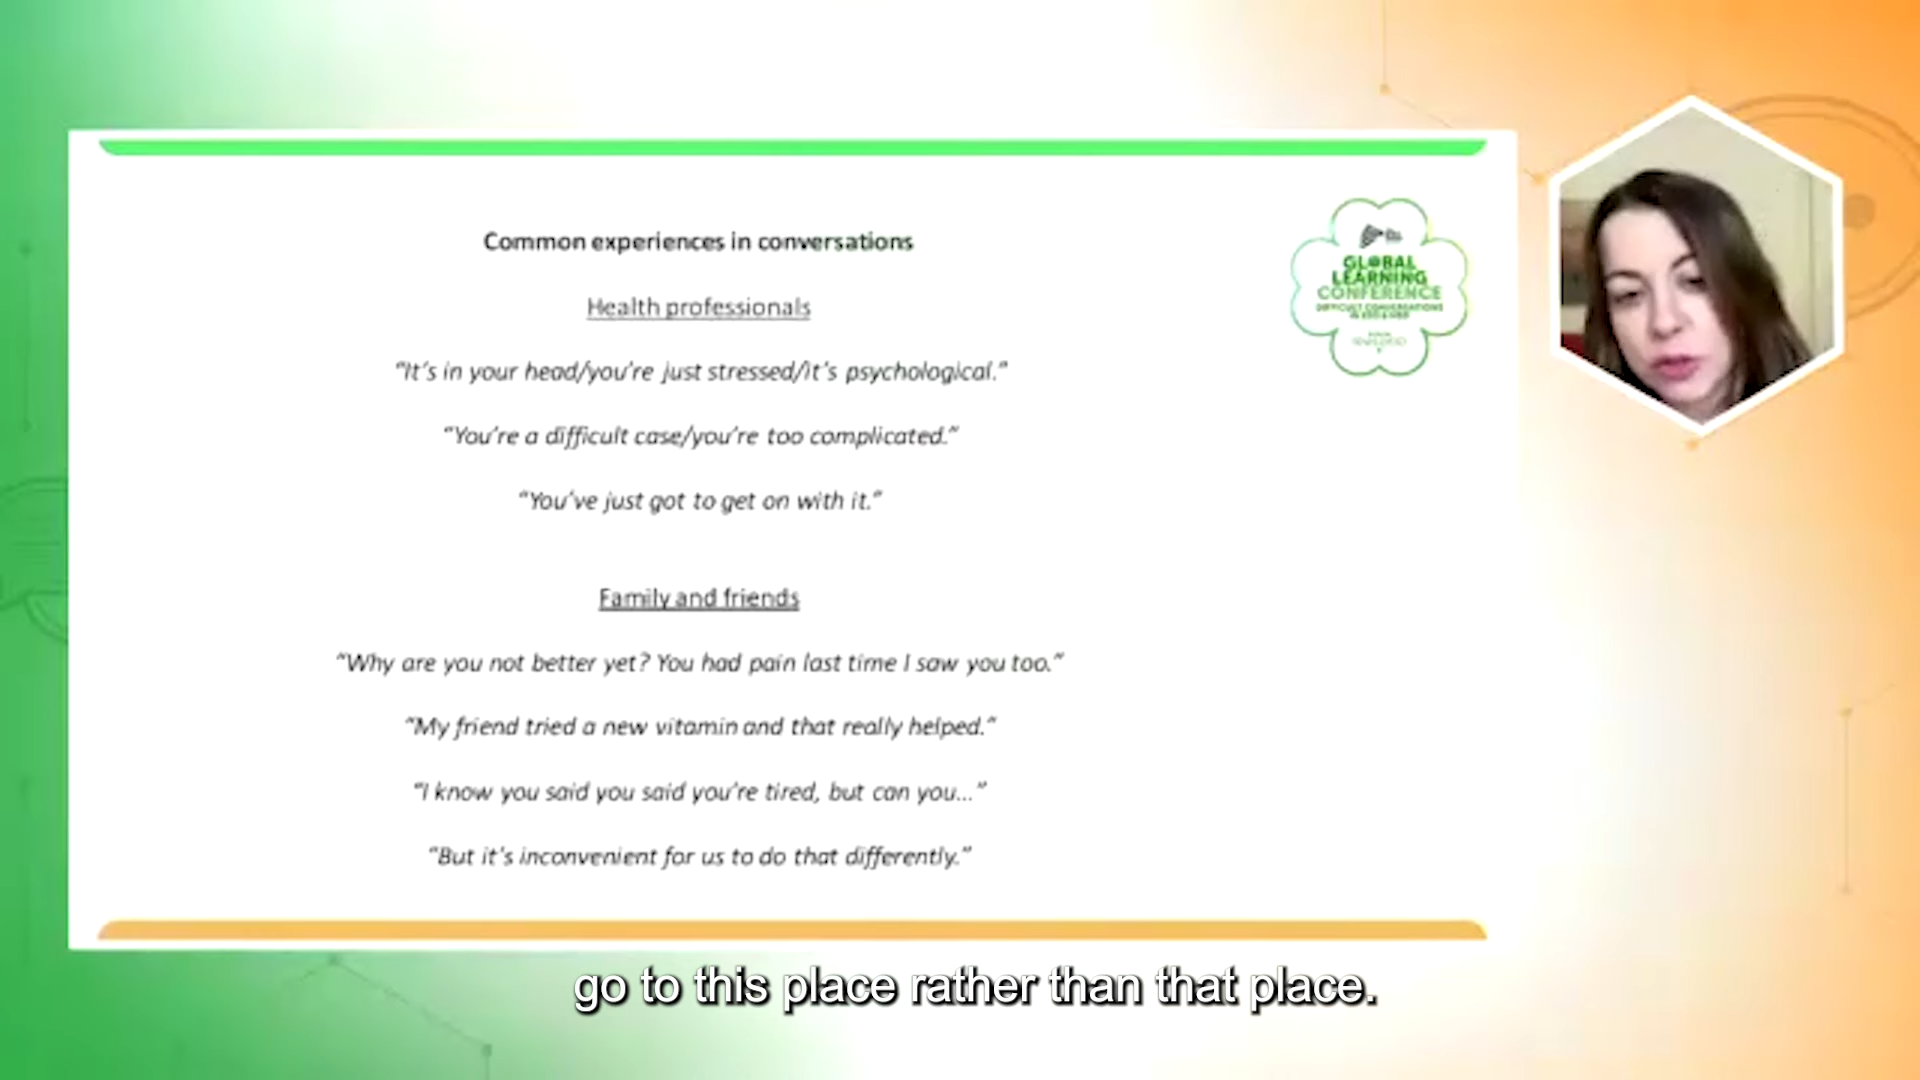 Common experiences in conversations
Health professionals
“It’s in your head/you’re just stressed/it’s psychological.”
“You’re a difficult case/you’re too complicated.”
“You’ve just got to get on with it.”
Family and friends
“Why are you not better yet? You had pain last time I saw you too.”
“My friend tried a new vitamin and that really helped.”
“I know you said you said you’re tired, but can you...”
“But it’s inconvenient for us to do that differently.”
GLOBAL
LEARNING
CONFERENCE
DIFFICULT CONVERSATIONS
go to this place rather than that place.